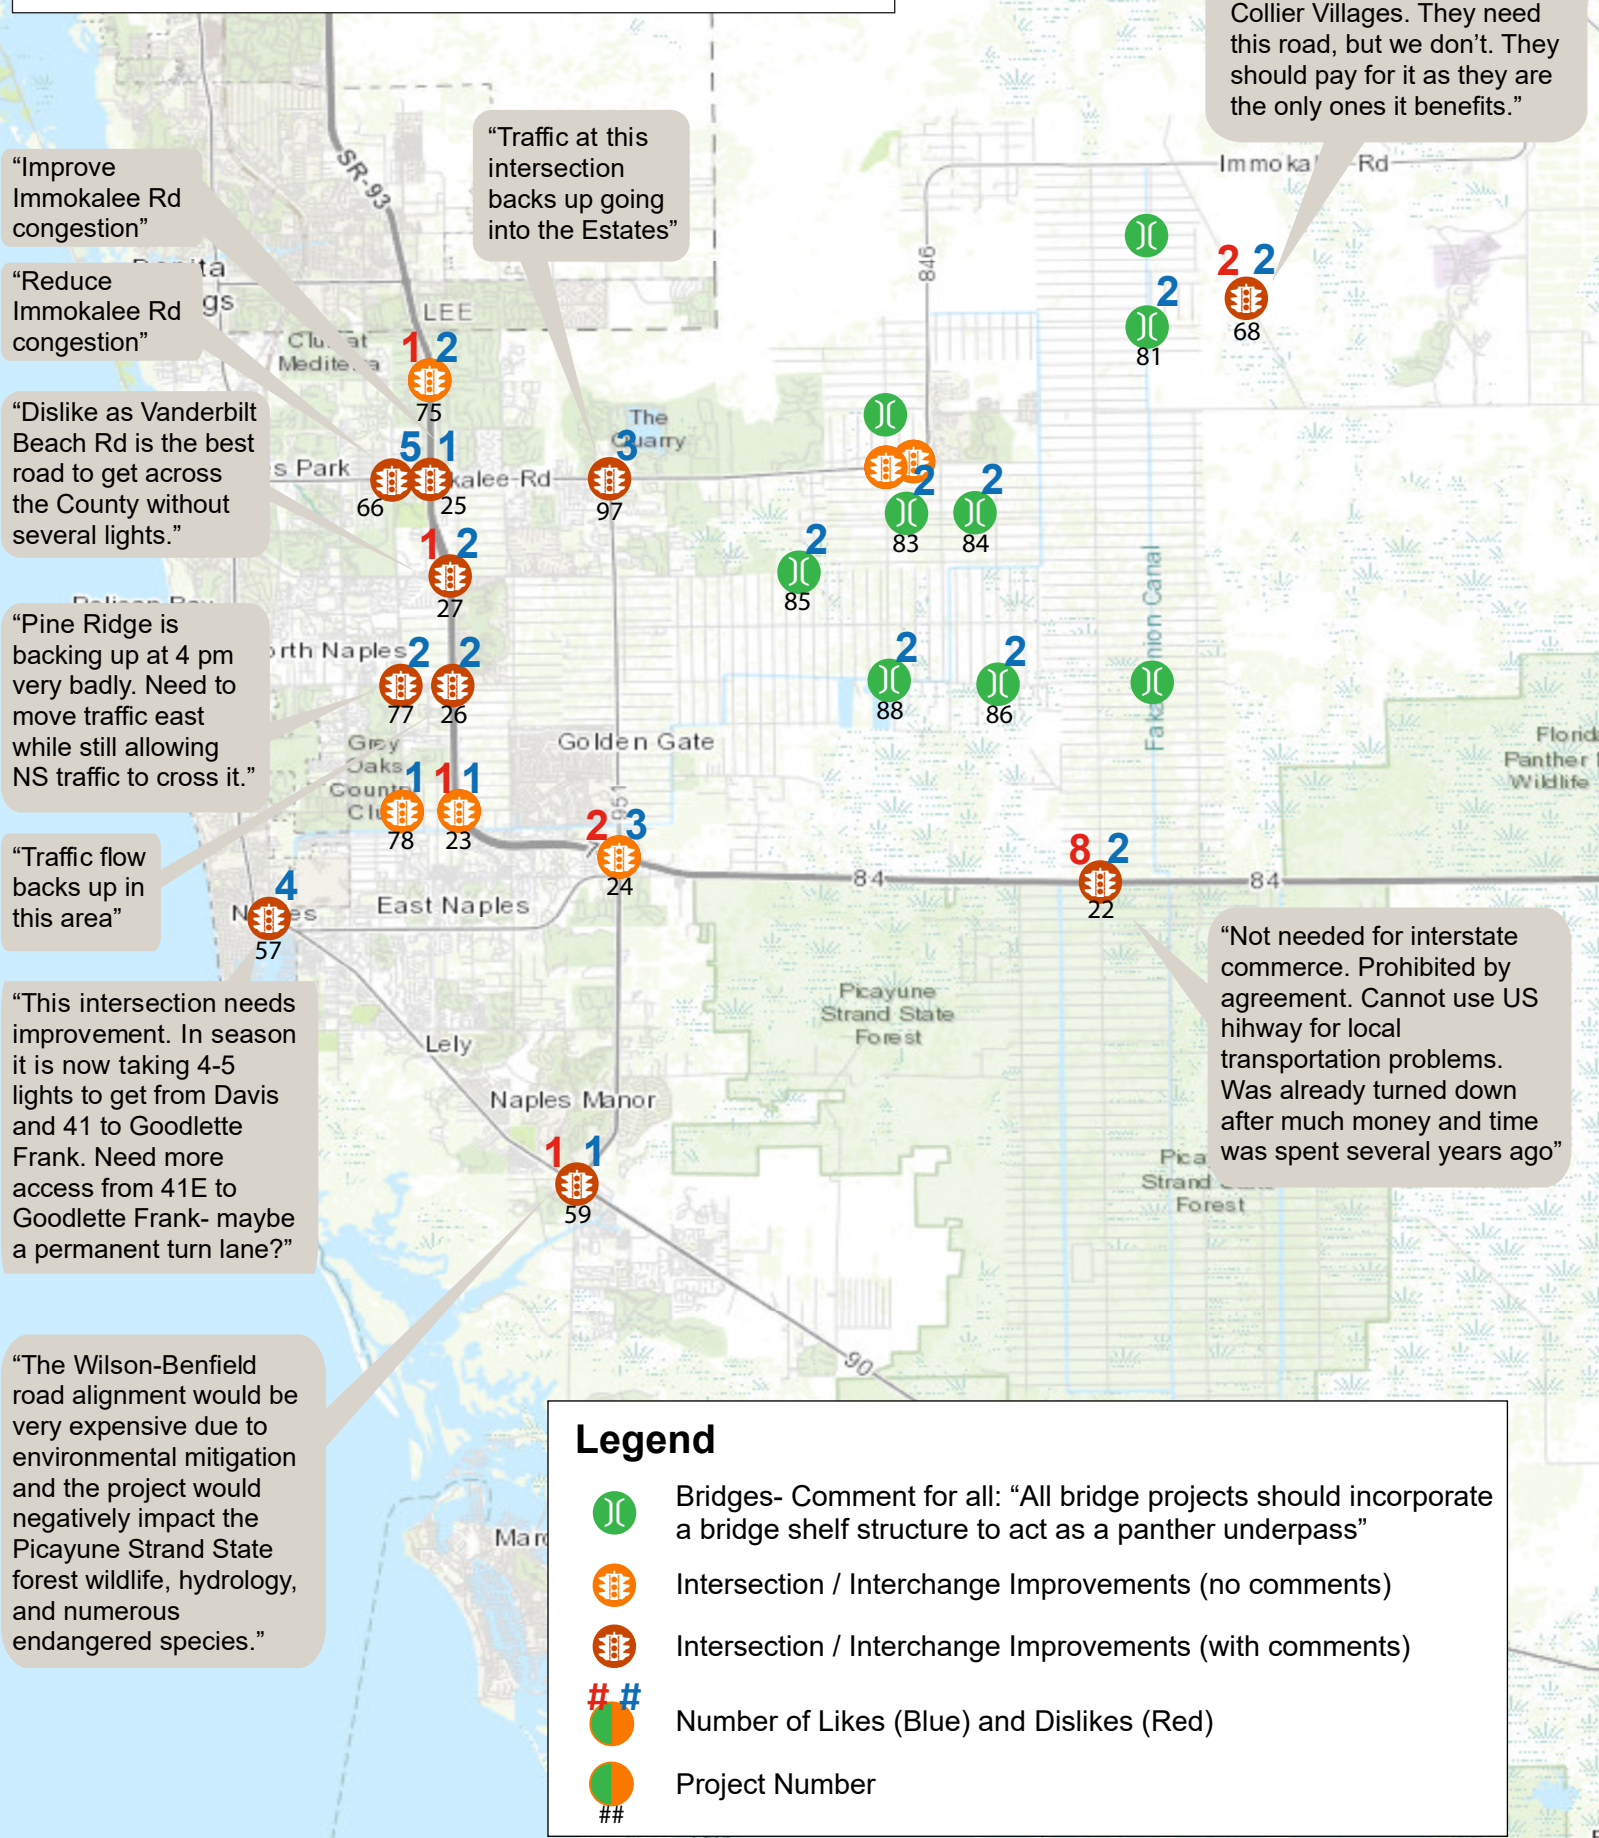 Collier Villages. They need
this road, but we don’t. They
should pay for it as they are
the only ones it benefits.”
“Traffic at this
intersection
backs up going
into the Estates”
“Improve
Immokalee Rd
congestion”
“Reduce
Immokalee Rd
congestion”
“Dislike as Vanderbilt
Beach Rd is the best
road to get across
the County without
several lights.”
“Pine Ridge is
backing up at 4 pm
very badly. Need to
move traffic east
while still allowing
NS traffic to cross it.”
“Traffic flow
backs up in
this area”
“This intersection needs
improvement. In season
it is now taking 4-5
lights to get from Davis
and 41 to Goodlette
Frank. Need more
access from 41E to
Goodlette Frank- maybe
a permanent turn lane?”
“The Wilson-Benfield
road alignment would be
very expensive due to
environmental mitigation
and the project would
negatively impact the
Picayune Strand State
forest wildlife, hydrology,
and numerous
endangered species.”
“Not needed for interstate
commerce. Prohibited by
agreement. Cannot use US
hihway for local
transportation problems.
Was already turned down
after much money and time
was spent several years ago”
SR-93
LEE
846
The
Quarry
1 2
75
5 1
66 25
s Park
kalee-Rd
3
97
1 2
27
2 2
77 26
1 1 1
78 23
2 3
24
4
57
1 1
59
2 2
68
2
81
2 2
83 84
2
85
2 2
88 86
8 2
22
Golden Gate
951
84
84
East Naples
Lely
Naples Manor
90
Picayune
Strand State
Forest
Forest
Panther
Wildlife
Legend
Bridges- Comment for all: “All bridge projects should incorporate
a bridge shelf structure to act as a panther underpass”
Intersection / Interchange Improvements (no comments)
Intersection / Interchange Improvements (with comments)
# #
Number of Likes (Blue) and Dislikes (Red)
Project Number
##